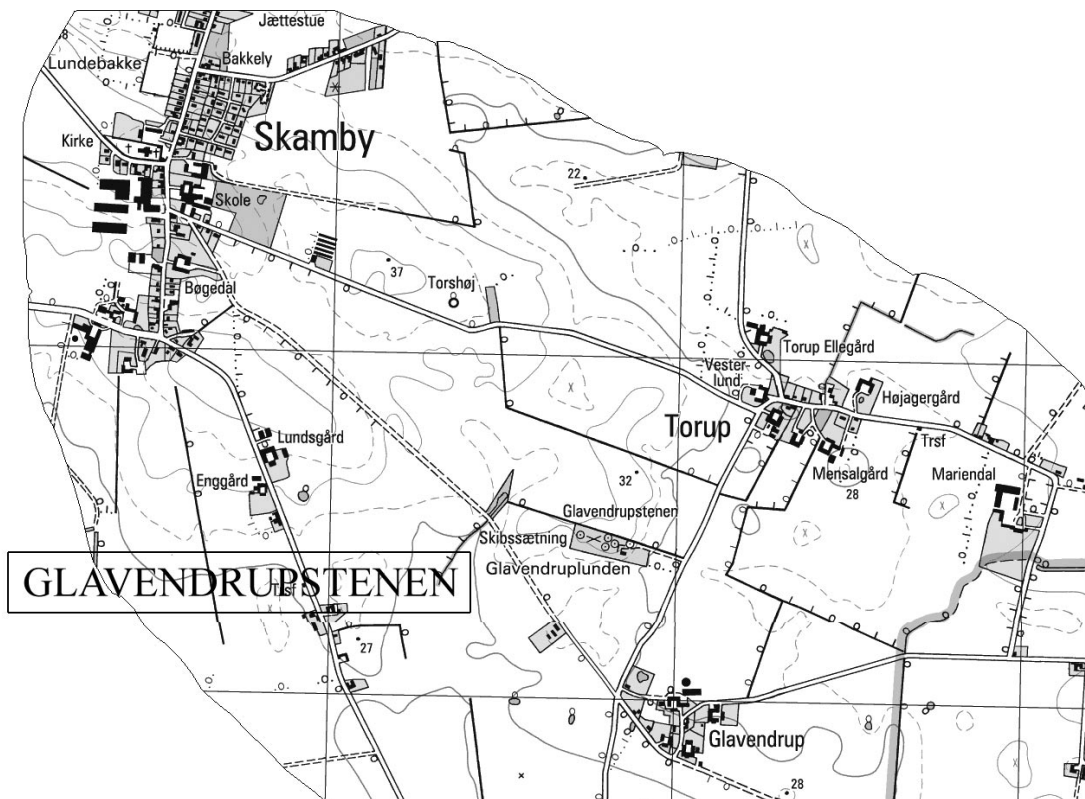 Jættestue
Lundebakke
Bakkely
Kirke
Skamby
22
Skole
37
Torshøj
Bøgedal
Torup Ellegård
Vester-
lund
Højagergård
Torup
Trsf
Lundsgård
Mensalgård
Mariendal
Enggård
32
28
Glavendrupstenen
Skibssætning
Glavendruplunden
GLAVENDRUPSTENEN
Trsf
27
Glavendrup
28